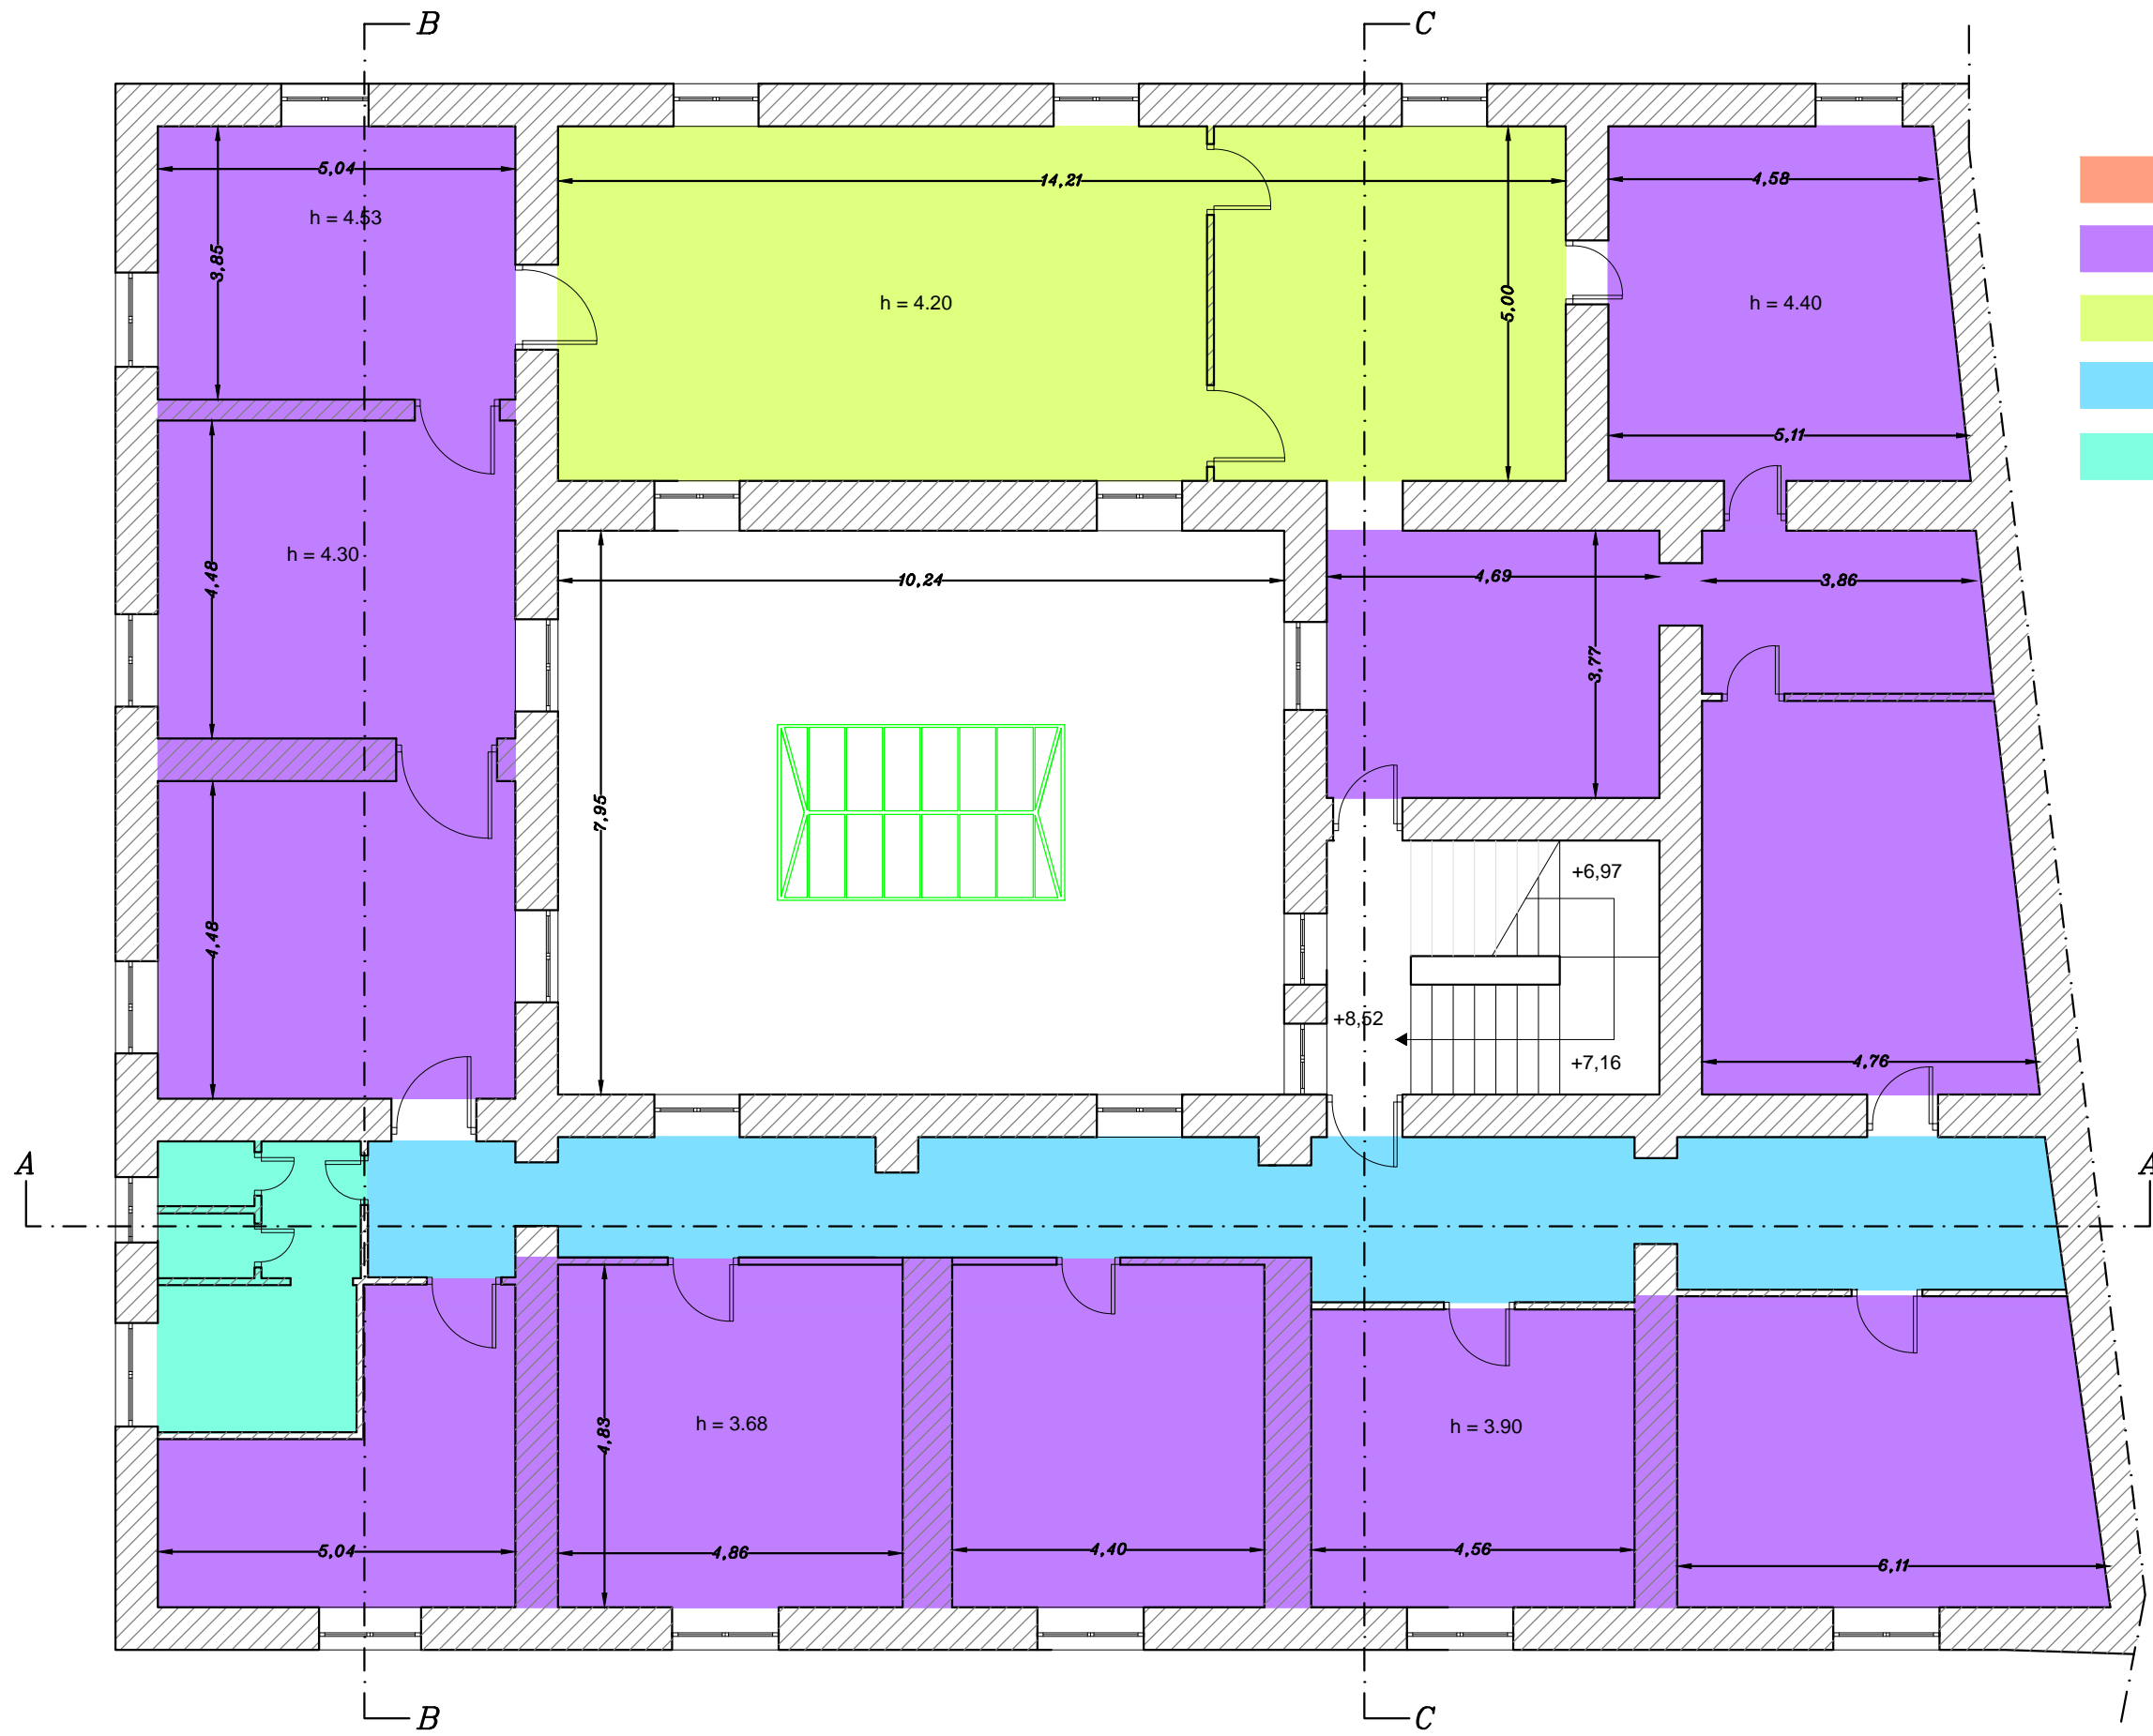 B
C
5,04
14,21
4,58
h = 4.53
3,85
h = 4.20
5,00
h = 4.40
5,11
h = 4.30
4,48
10,24
4,69
3,86
3,77
7,95
+6,97
4,48
+8,52
+7,16
4,76
A
A
h = 3.68
4,83
h = 3.90
5,04
4,86
4,40
4,56
6,11
B
C